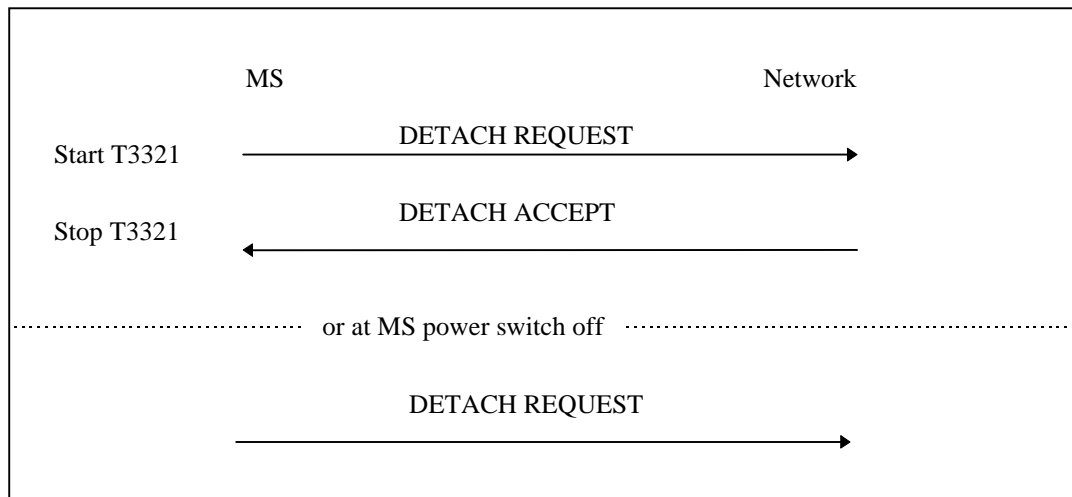 MS Network
DETACH REQUEST
Start T3321
DETACH ACCEPT
Stop T3321
or at MS power switch off
DETACH REQUEST